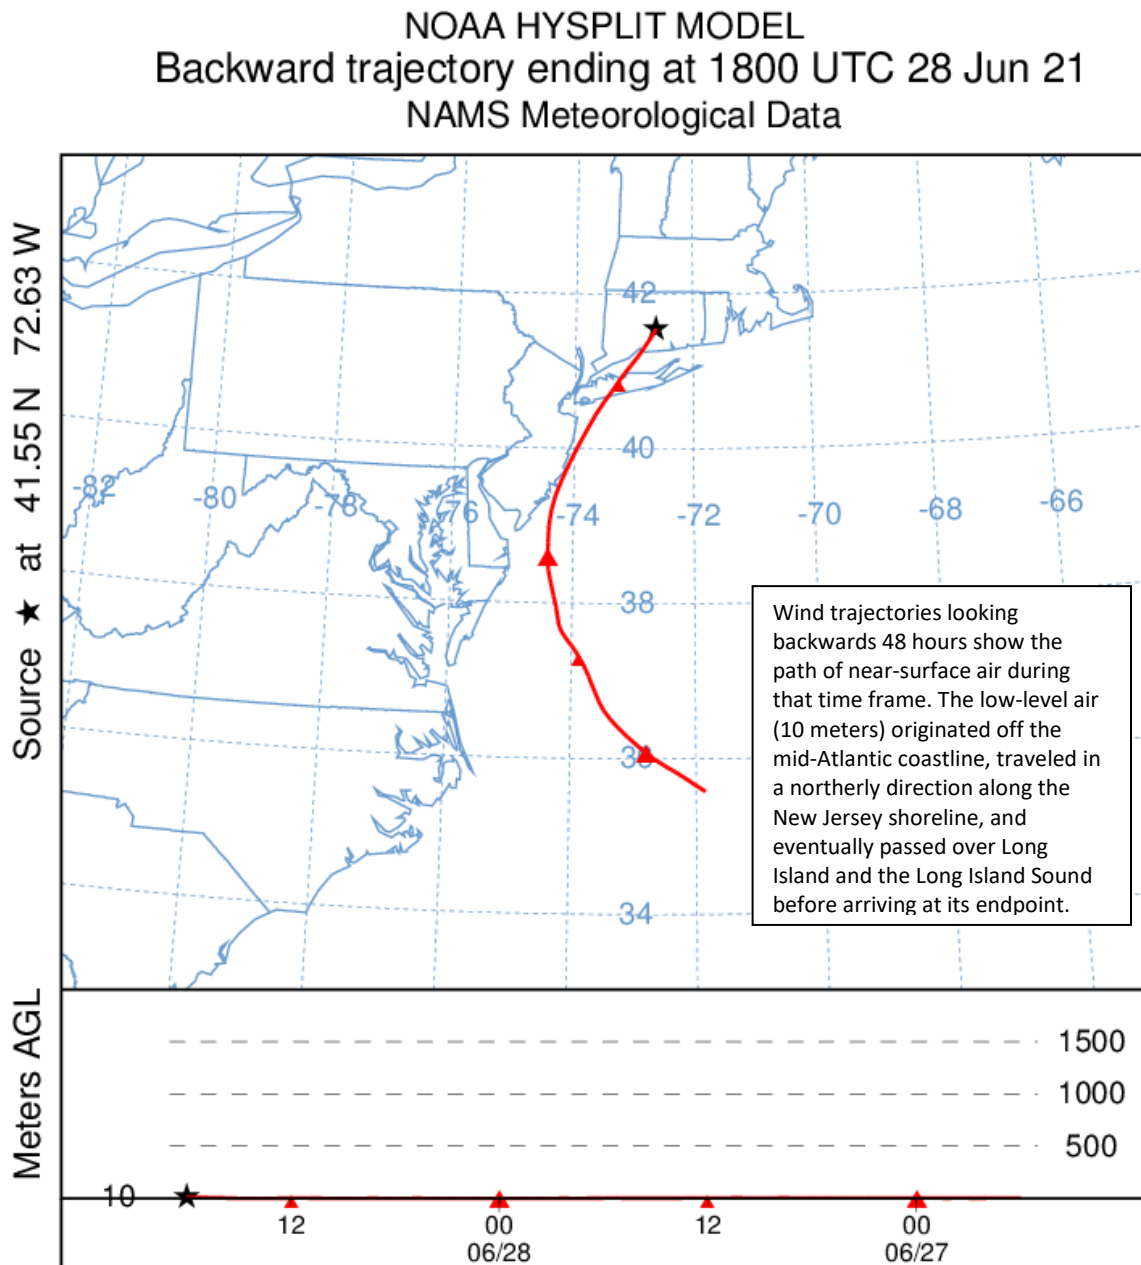 NOAA HYSPLIT MODEL
Backward trajectory ending at 1800 UTC 28 Jun 21
NAMS Meteorological Data
Source ★ at 41.55 N 72.63 W
42
40
-82
-80
-78
-76
-74
-72
-70
-68
-66
38
36
34
Wind trajectories looking
backwards 48 hours show the
path of near-surface air during
that time frame. The low-level air
(10 meters) originated off the
mid-Atlantic coastline, traveled in
a northerly direction along the
New Jersey shoreline, and
eventually passed over Long
Island and the Long Island Sound
before arriving at its endpoint.
Meters AGL
1500
1000
500
10
12 00 12 00
06/28 06/27